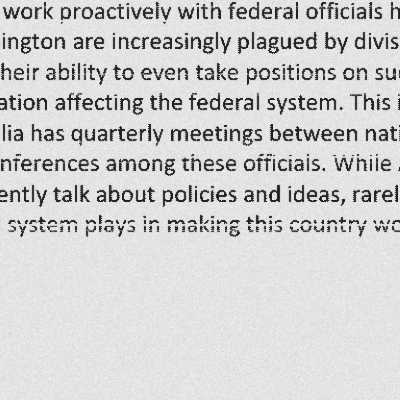 work proactively with federal officials h
ington are increasingly plagued by divis
heir ability to even take positions on su
ation affecting the federal system. This i
lia has quarterly meetings between nati
nferences among these officials. While
ently talk about policies and ideas, rarel
system plays in making this country wo